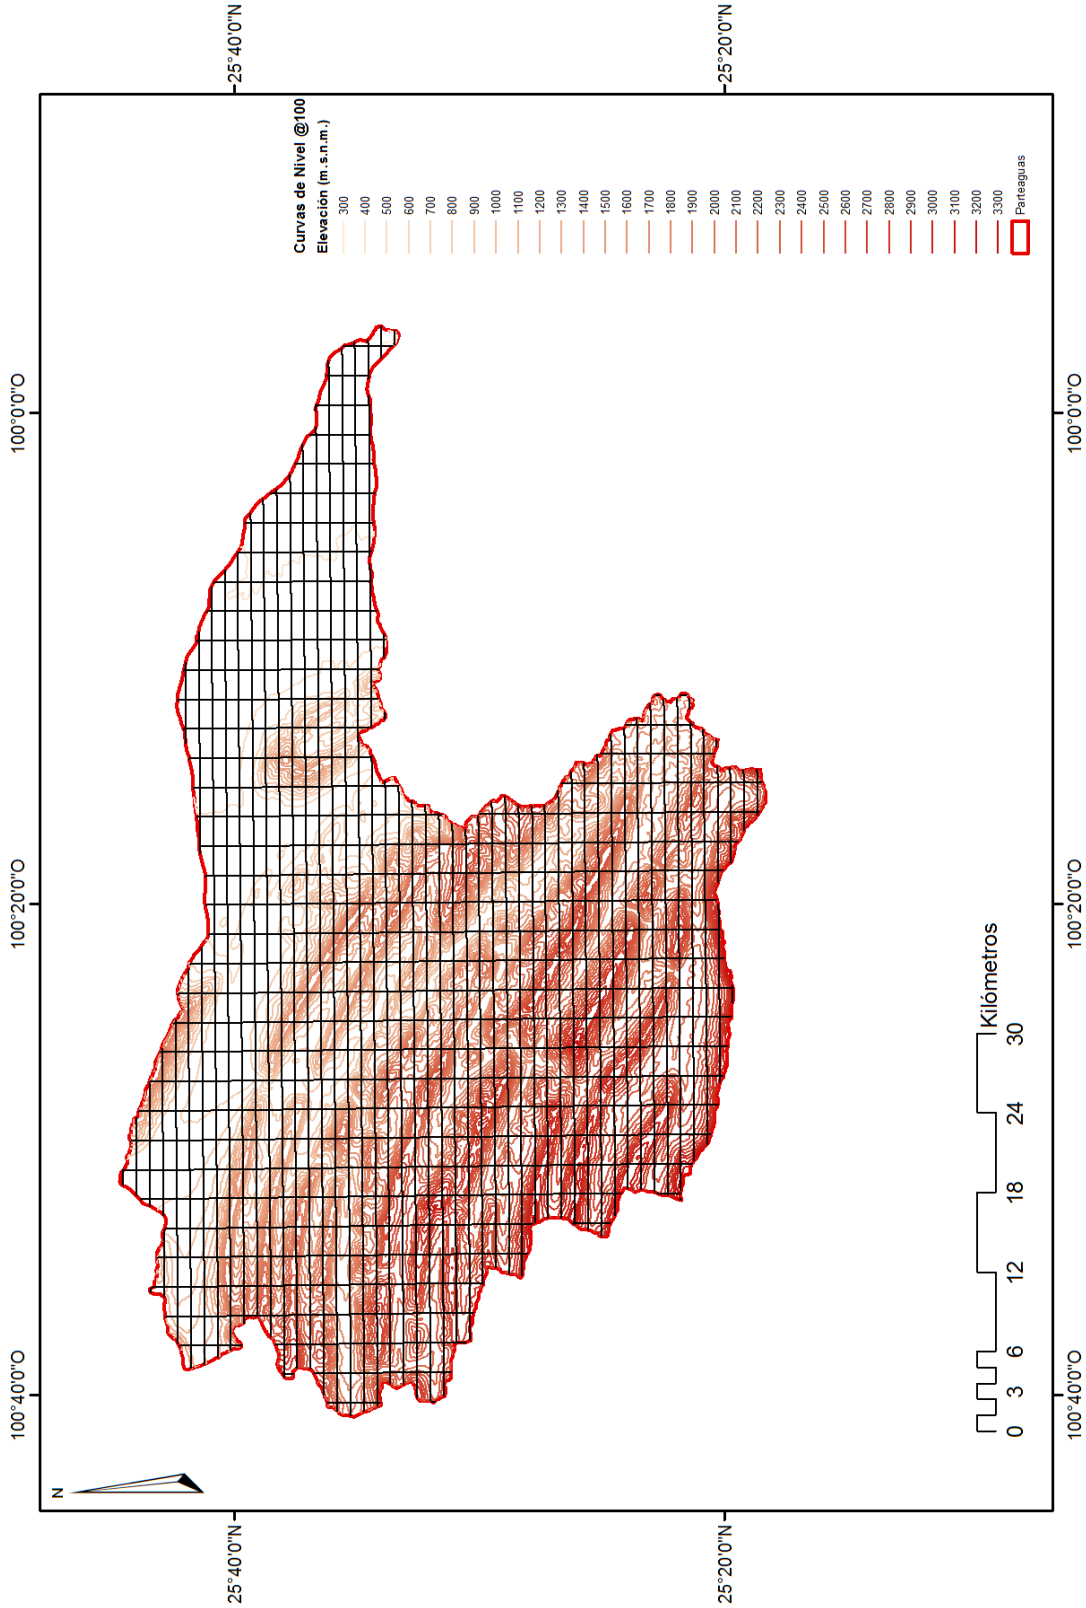 N
100°40'0"O
100°20'0"O
100°0'0"O
25°40'0"N
25°40'0"N
25°20'0"N
25°20'0"N
Curvas de Nivel @100
Elevación (m.s.n.m.)
300
400
500
600
700
800
900
1000
1100
1200
1300
1400
1500
1600
1700
1800
1900
2000
2100
2200
2300
2400
2500
2600
2700
2800
2900
3000
3100
3200
3300
Parteaguas
Kilómetros
0 3 6 12 18 24 30
100°40'0"O
100°20'0"O
100°0'0"O